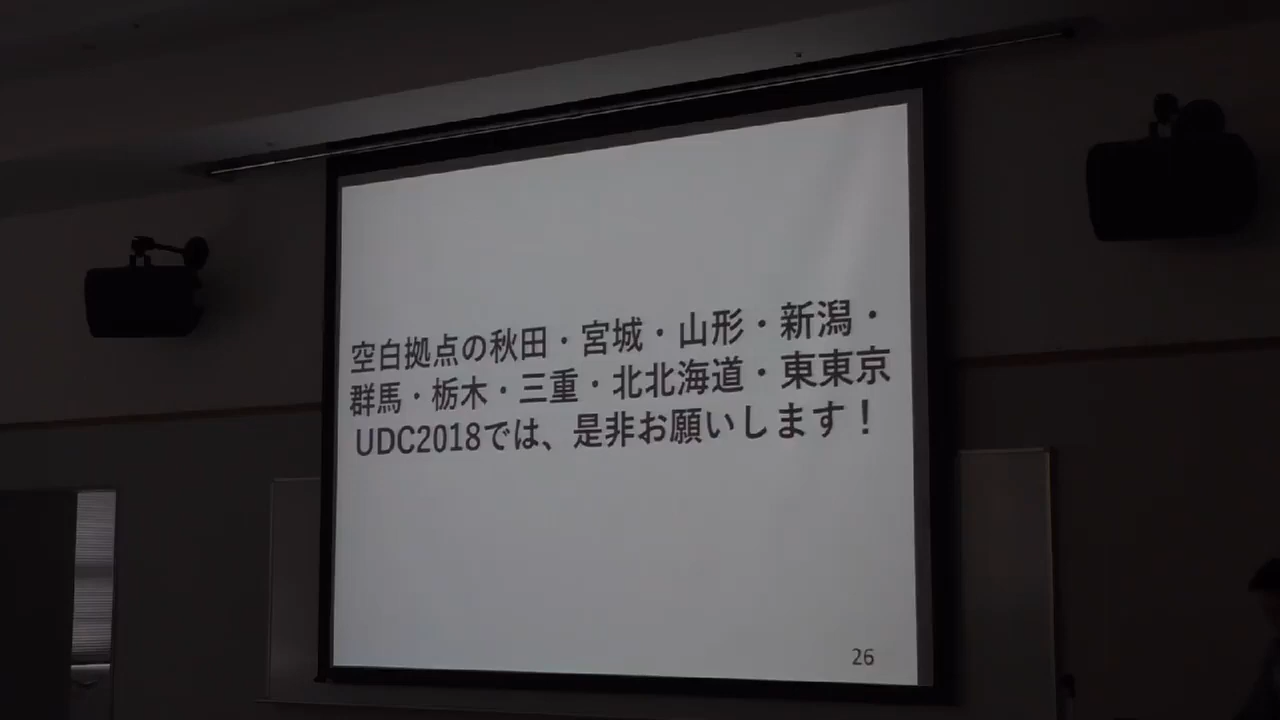 空白拠点の秋田・宮城・山形・新潟・
群馬・栃木・三重・北北海道・東東京
UDC2018では、是非お願いします！
26